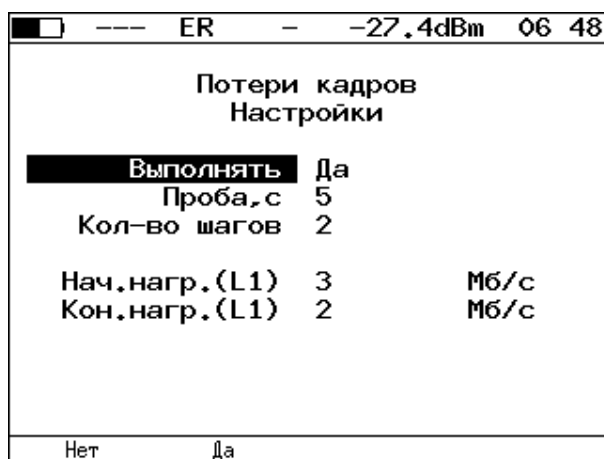 --- ER - -27.4dBm 06 48
Потери кадров
Настройки
Выполнять Да
Проба,с 5
Кол-во шагов 2
Нач.нагр.(L1) 3 Мб/с
Кон.нагр.(L1) 2 Мб/с
Нет Да